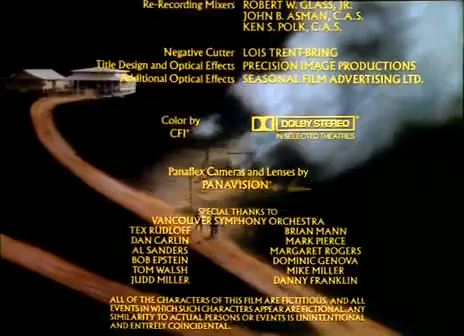 Re-Recording Mixers ROBERT W. GLASS, JR.
JOHN B. ASMAN, C.A.S.
KEN S. POLK, C.A.S.
Negative Cutter LOIS TRENT-BRING
Title Design and Optical Effects PRECISION IMAGE PRODUCTIONS
Additional Optical Effects SEASONAL FILM ADVERTISING LTD.
Color by
CFI®
DOLBY STEREO®
IN SELECTED THEATRES
Panaflex Cameras and Lenses by
PANAVISION®
SPECIAL THANKS TO
VANCOUVER SYMPHONY ORCHESTRA
TEX RUDLOFF BRIAN MANN
DAN CARLIN MARK PIERCE
AL SANDERS MARGARET ROGERS
BOB EPSTEIN DOMINIC GENOVA
TOM WALSH MIKE MILLER
JUDD MILLER DANNY FRANKLIN
ALL OF THE CHARACTERS OF THIS FILM ARE FICTITIOUS, AND ALL
EVENTS IN WHICH SUCH CHARACTERS APPEAR ARE FICTIONAL. ANY
SIMILARITY TO ACTUAL PERSONS OR EVENTS IS UNINTENTIONAL
AND ENTIRELY COINCIDENTAL.